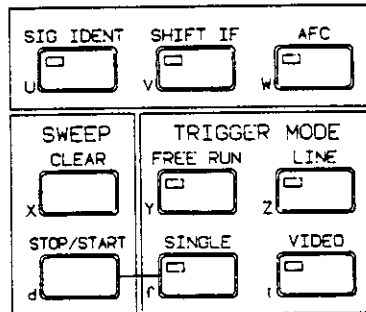 SIG IDENT SHIFT IF AFC
U V W
SWEEP TRIGGER MODE
CLEAR FREE RUN LINE
X Y Z
STOP/START SINGLE VIDEO
d